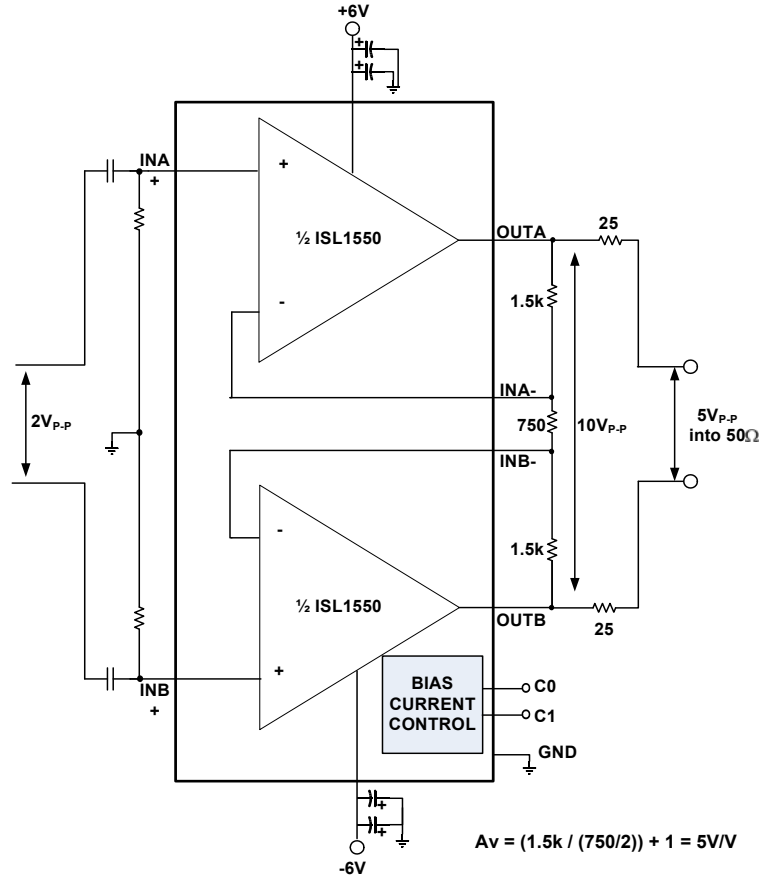 +6V
+
+
INA
+
+
½ ISL1550
-
OUTA
25
1.5k
INA-
2VP-P
750
10VP-P
5VP-P
into 50Ω
INB-
-
1.5k
½ ISL1550
OUTB
25
+
INB
+
BIAS
CURRENT
CONTROL
C0
C1
GND
+
+
-6V
Av = (1.5k / (750/2)) + 1 = 5V/V